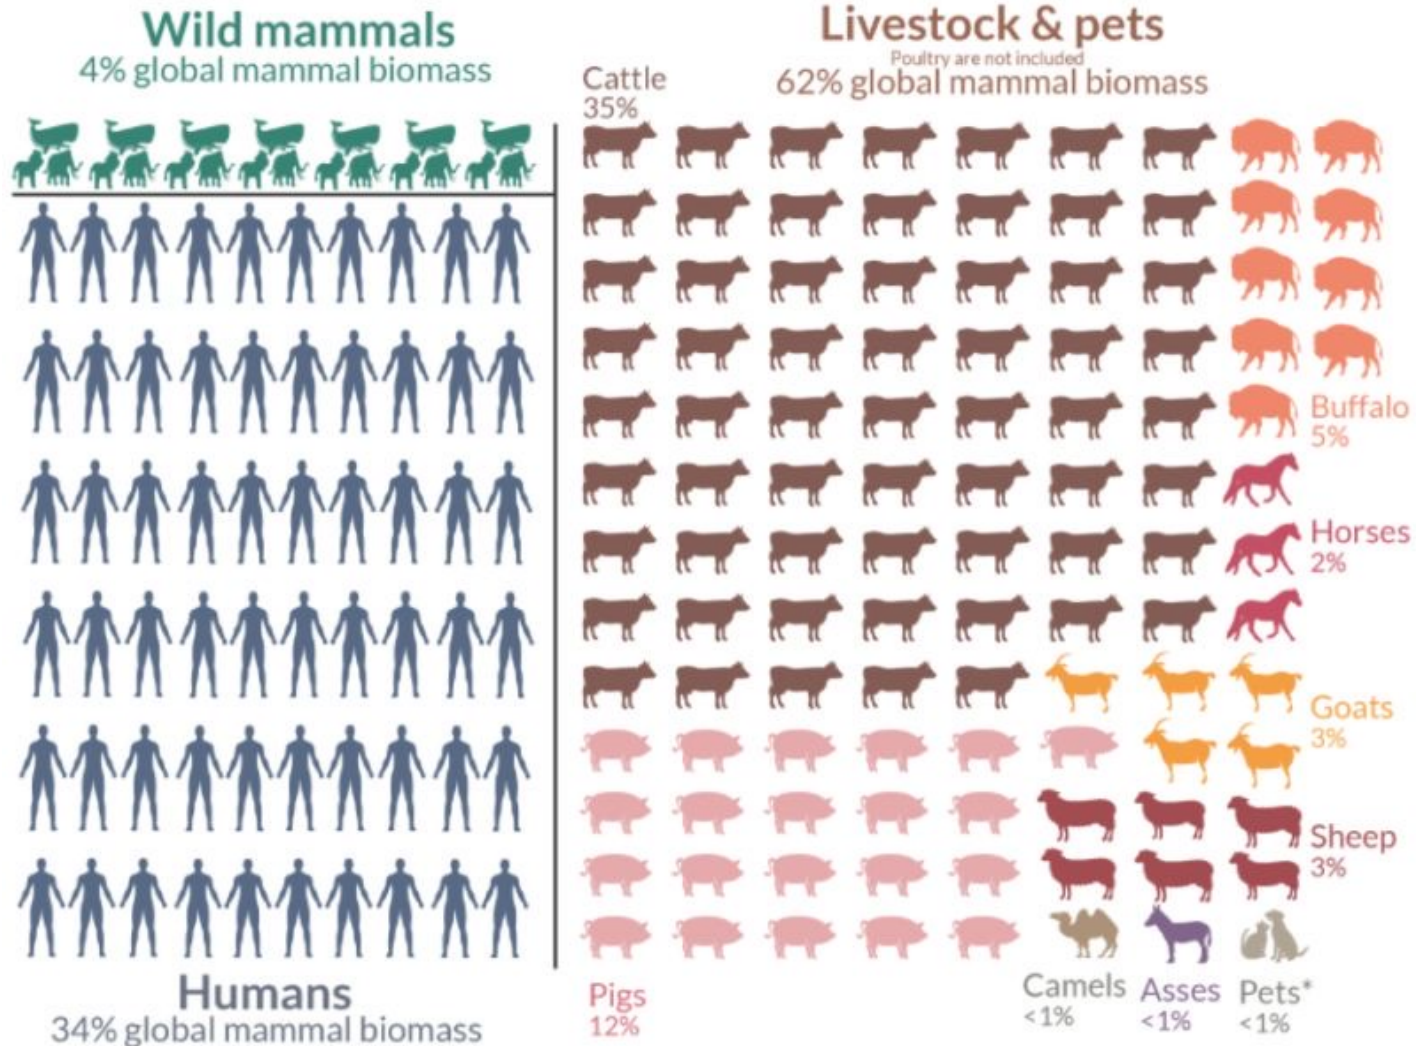 Wild mammals
4% global mammal biomass
Livestock & pets
Poultry are not included
62% global mammal biomass
Cattle
35%
Buffalo
5%
Horses
2%
Goats
3%
Sheep
3%
Humans
34% global mammal biomass
Pigs
12%
Camels
<1%
Asses
<1%
Pets*
<1%